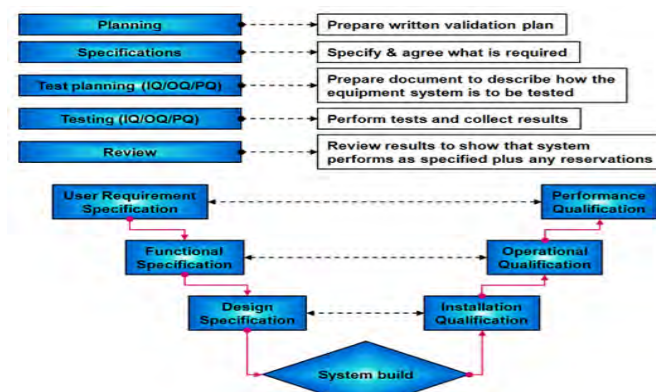 Planning
Prepare written validation plan
Specifications
Specify & agree what is required
Test planning (IQ/OQ/PQ)
Prepare document to describe how the
equipment system is to be tested
Testing (IQ/OQ/PQ)
Perform tests and collect results
Review
Review results to show that system
performs as specified plus any reservations
User Requirement
Specification
Performance
Qualification
Functional
Specification
Operational
Qualification
Design
Specification
Installation
Qualification
System build